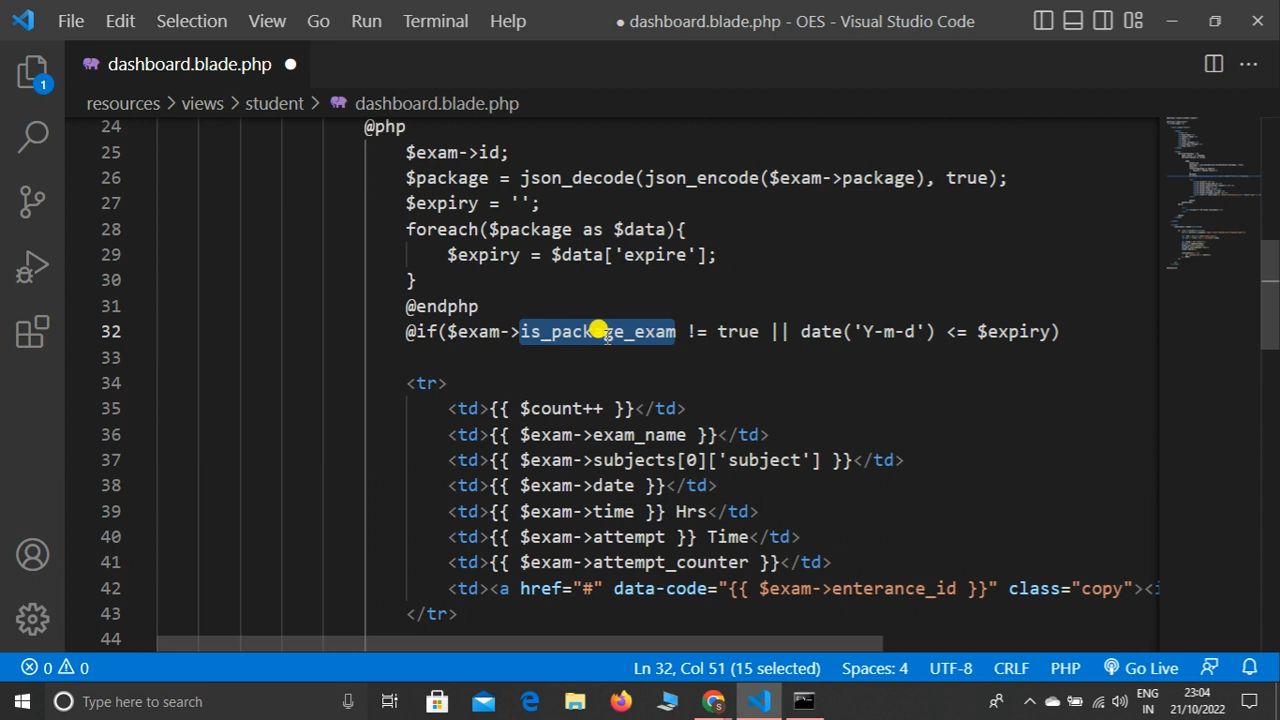 File Edit Selection View Go Run Terminal Help ● dashboard.blade.php - OES - Visual Studio Code
dashboard.blade.php ●
1
resources > views > student > dashboard.blade.php
24 @php
25 $exam->id;
26 $package = json_decode(json_encode($exam->package), true);
27 $expiry = '';
28 foreach($package as $data){
29 $expiry = $data['expire'];
30 }
31 @endphp
32 @if($exam->is_package_exam != true || date('Y-m-d') <= $expiry)
33
34 <tr>
35 <td>{{ $count++ }}</td>
36 <td>{{ $exam->exam_name }}</td>
37 <td>{{ $exam->subjects[0]['subject'] }}</td>
38 <td>{{ $exam->date }}</td>
39 <td>{{ $exam->time }} Hrs</td>
40 <td>{{ $exam->attempt }} Time</td>
41 <td>{{ $exam->attempt_counter }}</td>
42 <td><a href="#" data-code="{{ $exam->enterance_id }}" class="copy"><i
43 </tr>
44
0 0 Ln 32, Col 51 (15 selected) Spaces: 4 UTF-8 CRLF PHP Go Live
Type here to search ENG 23:04
IN 21/10/2022